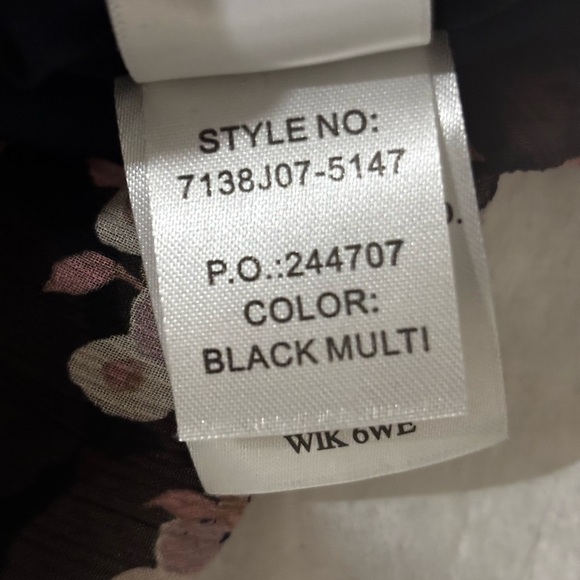 STYLE NO:
7138J07-5147
P.O.:244707
COLOR:
BLACK MULTI
WIK 6WE